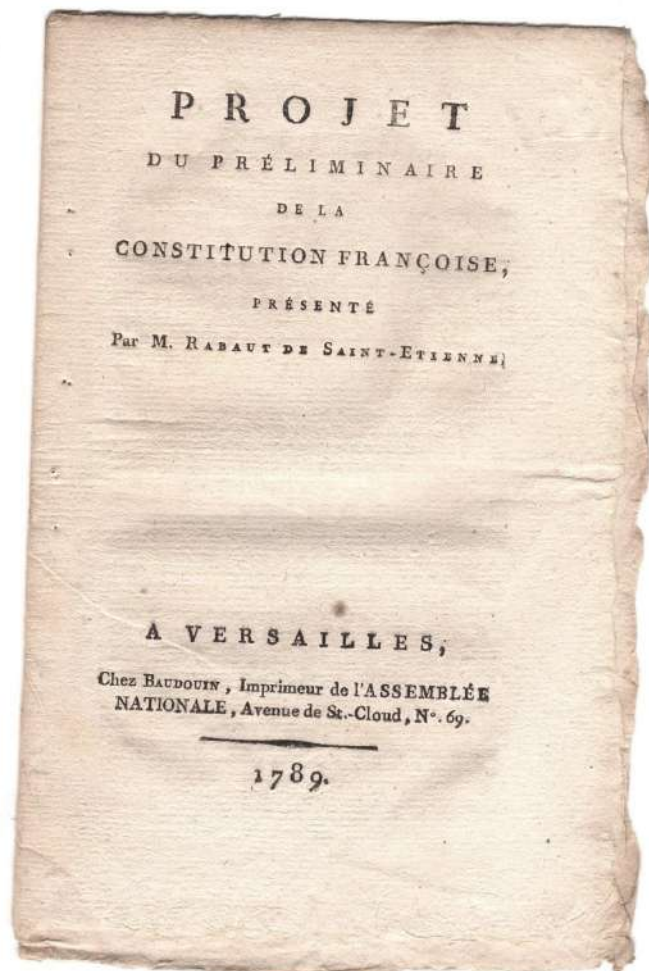 PROJET
DU PRÉLIMINAIRE
DE LA
CONSTITUTION FRANÇOISE,
PRÉSENTÉ
Par M. RABAUT DE SAINT-ETIENNE,
A VERSAILLES,
Chez BAUDOUIN, Imprimeur de l'ASSEMBLÉE
NATIONALE, Avenue de St.-Cloud, Nº. 69.
1789.